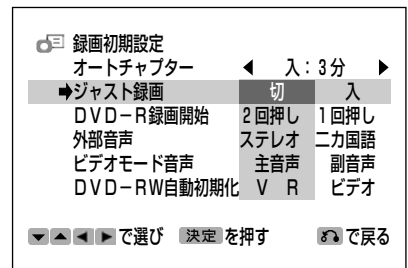 録画初期設定
オートチャプター ◀ 入：3分 ▶
➡ジャスト録画 切 入
DVD－R録画開始 2回押し 1回押し
外部音声 ステレオ 二カ国語
ビデオモード音声 主音声 副音声
DVD－RW自動初期化 VR ビデオ
▼▲◀▶で選び 決定を押す で戻る